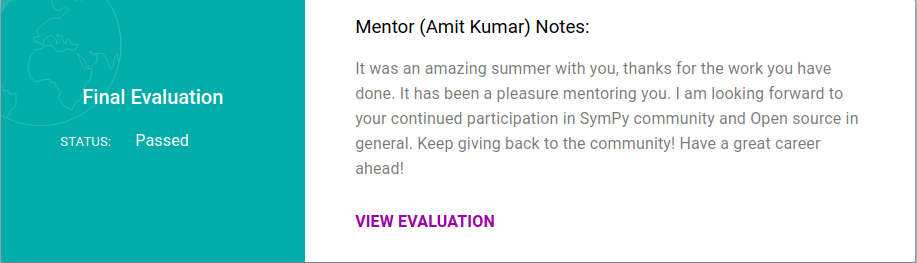 Final Evaluation
STATUS: Passed
Mentor (Amit Kumar) Notes:
It was an amazing summer with you, thanks for the work you have
done. It has been a pleasure mentoring you. I am looking forward to
your continued participation in SymPy community and Open source in
general. Keep giving back to the community! Have a great career
ahead!
VIEW EVALUATION